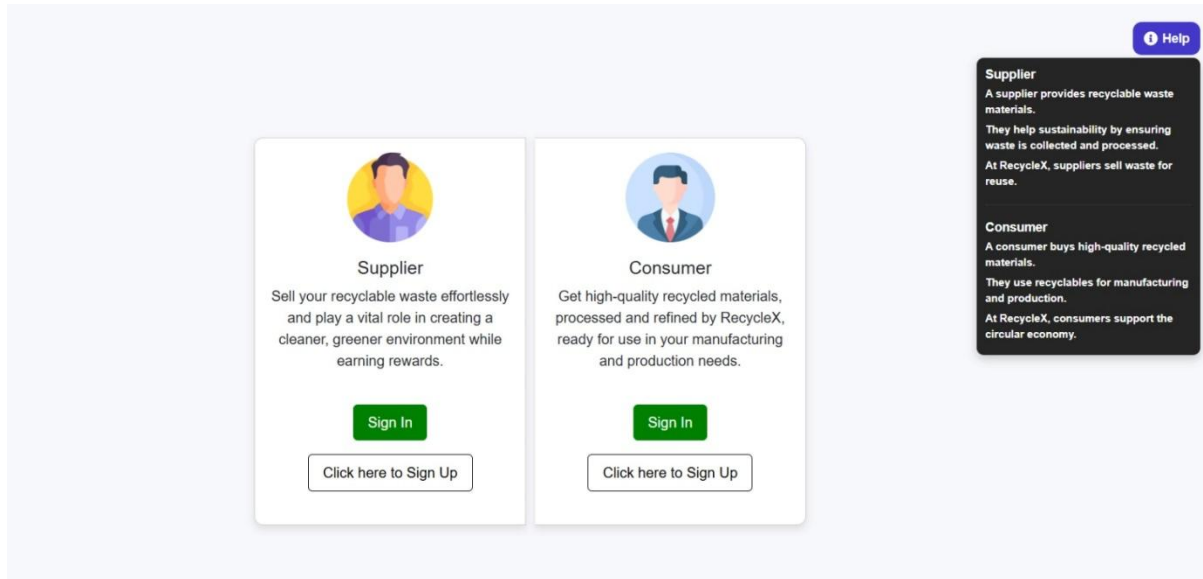 Help
Supplier
A supplier provides recyclable waste
materials.
They help sustainability by ensuring
waste is collected and processed.
At RecycleX, suppliers sell waste for
reuse.
Consumer
A consumer buys high-quality recycled
materials.
They use recyclables for manufacturing
and production.
At RecycleX, consumers support the
circular economy.
Supplier
Sell your recyclable waste effortlessly
and play a vital role in creating a
cleaner, greener environment while
earning rewards.
Sign In
Click here to Sign Up
Consumer
Get high-quality recycled materials,
processed and refined by RecycleX,
ready for use in your manufacturing
and production needs.
Sign In
Click here to Sign Up